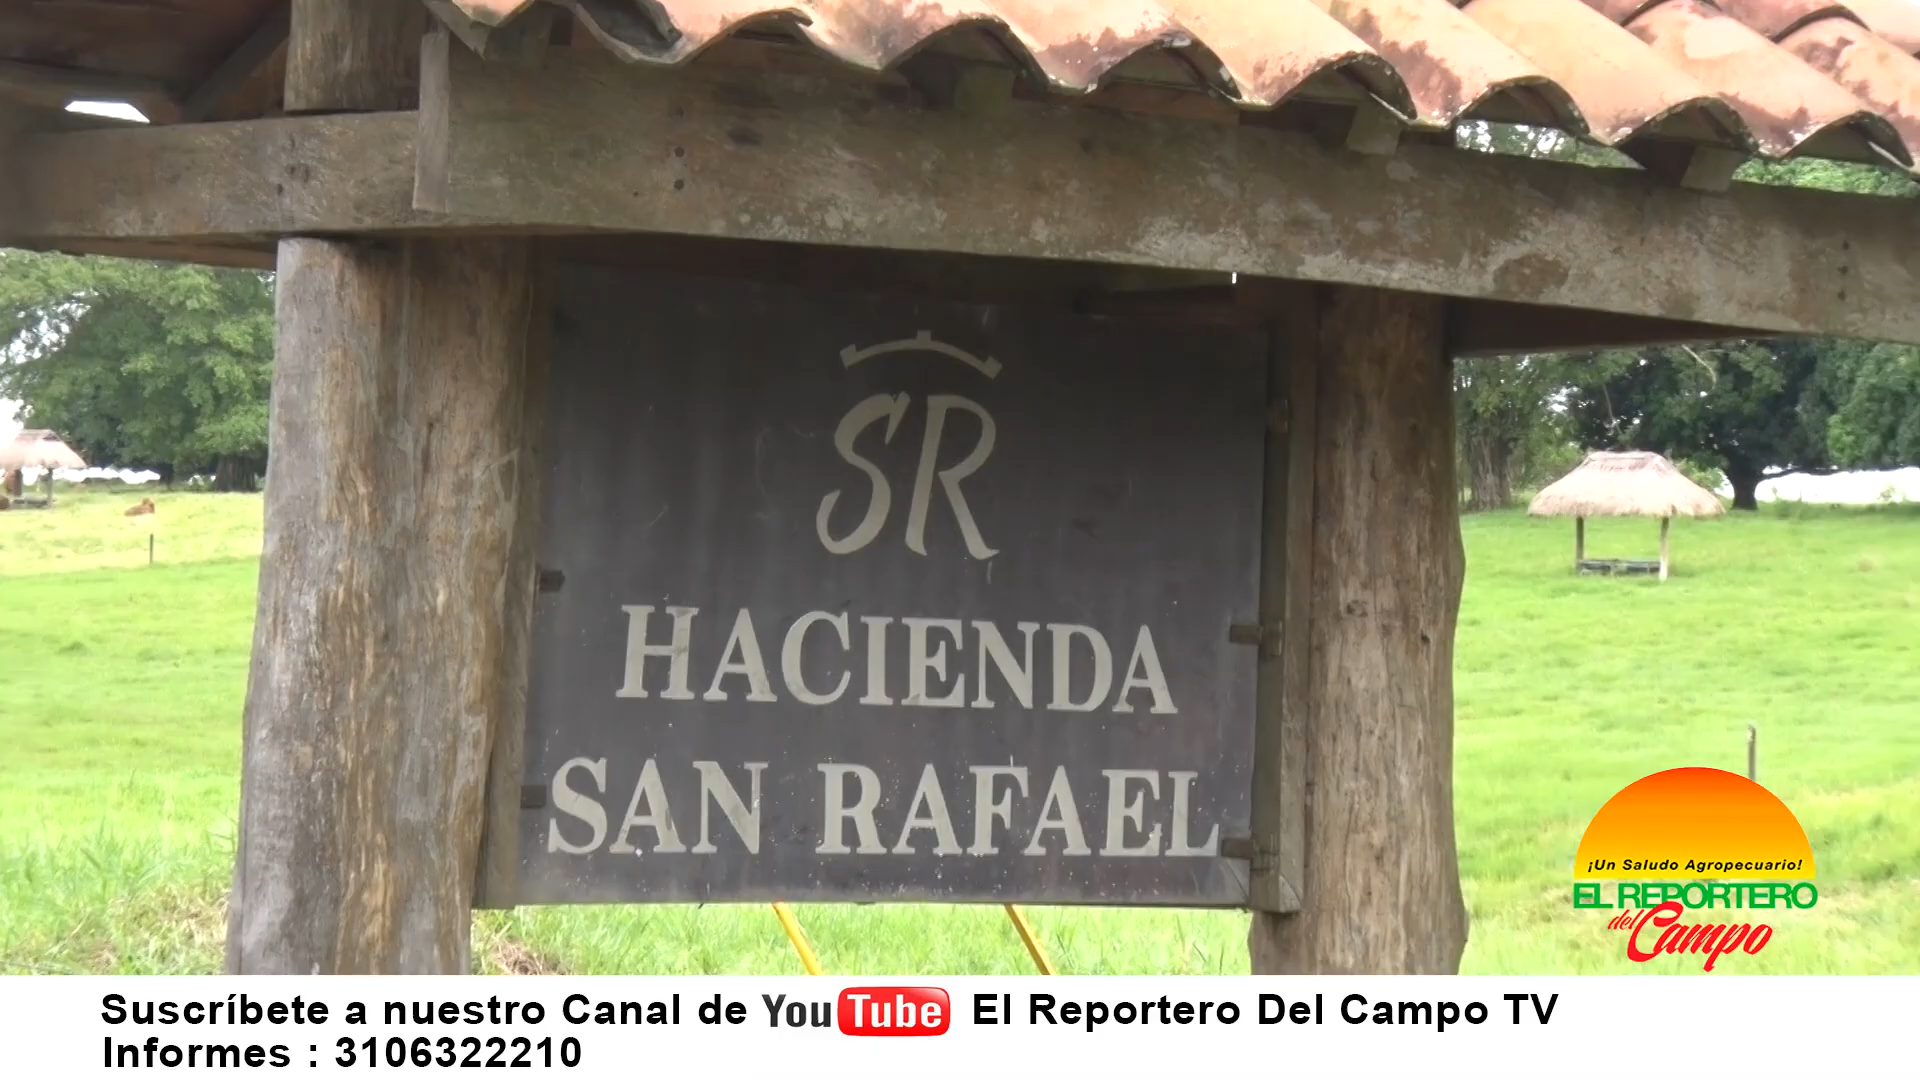 SR
HACIENDA
SAN RAFAEL
¡Un Saludo Agropecuario!
EL REPORTERO
del Campo
Suscríbete a nuestro Canal de YouTube El Reportero Del Campo TV
Informes : 3106322210